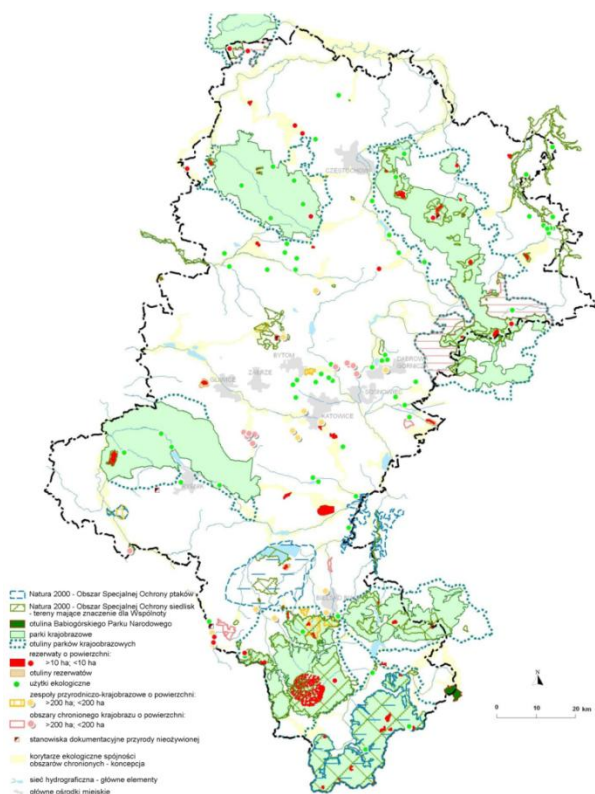 CZĘSTOCHOWA
BYTOM
DĄBROWA
GÓRNICZA
GLIWICE
ZABRZE
SOSNOWIEC
KATOWICE
RYBNIK
Natura 2000 - Obszar Specjalnej Ochrony ptaków
Natura 2000 - Obszar Specjalnej Ochrony siedlisk
- tereny mające znaczenie dla Wspólnoty
otulina Babiogórskiego Parku Narodowego
parki krajobrazowe
otuliny parków krajoobrazowych
rezerwaty o powierzchni:
>10 ha; <10 ha
otuliny rezerwatów
użytki ekologiczne
zespoły przyrodniczo-krajobrazowe o powierzchni:
>200 ha; <200 ha
obszary chronionego krajobrazu o powierzchni:
>200 ha; <200 ha
stanowiska dokumentacyjne przyrody nieożywionej
korytarze ekologiczne spójności
obszarów chronionych - koncepcja
sieć hydrograficzna - główne elementy
główne ośrodki miejskie
N
0 10 20 km